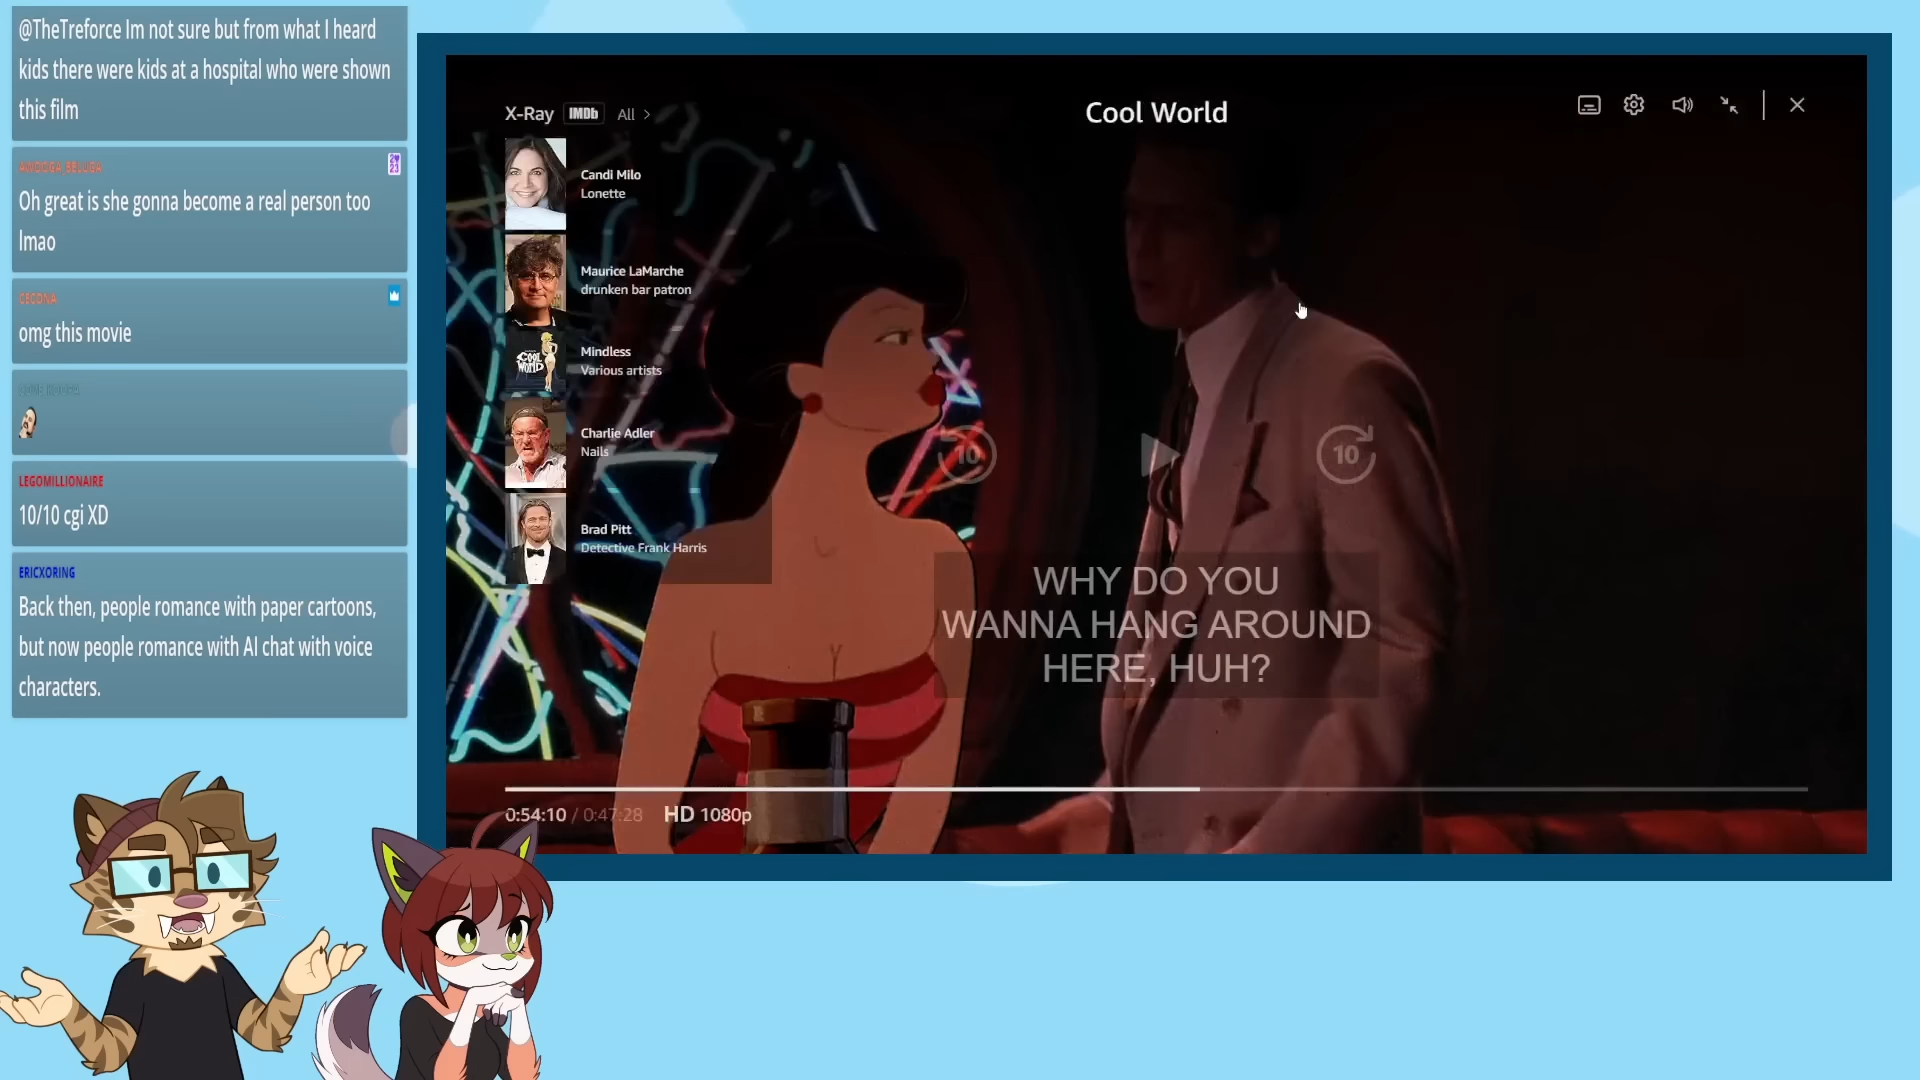 @TheTreforce Im not sure but from what I heard
kids there were kids at a hospital who were shown
this film
AWOOGA_BELUGA
Oh great is she gonna become a real person too
lmao
CECONA
omg this movie
LEGOMILLIONAIRE
10/10 cgi XD
ERICXORING
Back then, people romance with paper cartoons,
but now people romance with AI chat with voice
characters.
X-Ray IMDb All >
Cool World
Candi Milo
Lonette
Maurice LaMarche
drunken bar patron
COOL
WORLD
Mindless
Various artists
Charlie Adler
Nails
Brad Pitt
Detective Frank Harris
10
10
WHY DO YOU
WANNA HANG AROUND
HERE, HUH?
0:54:10 / 0:47:28 HD 1080p